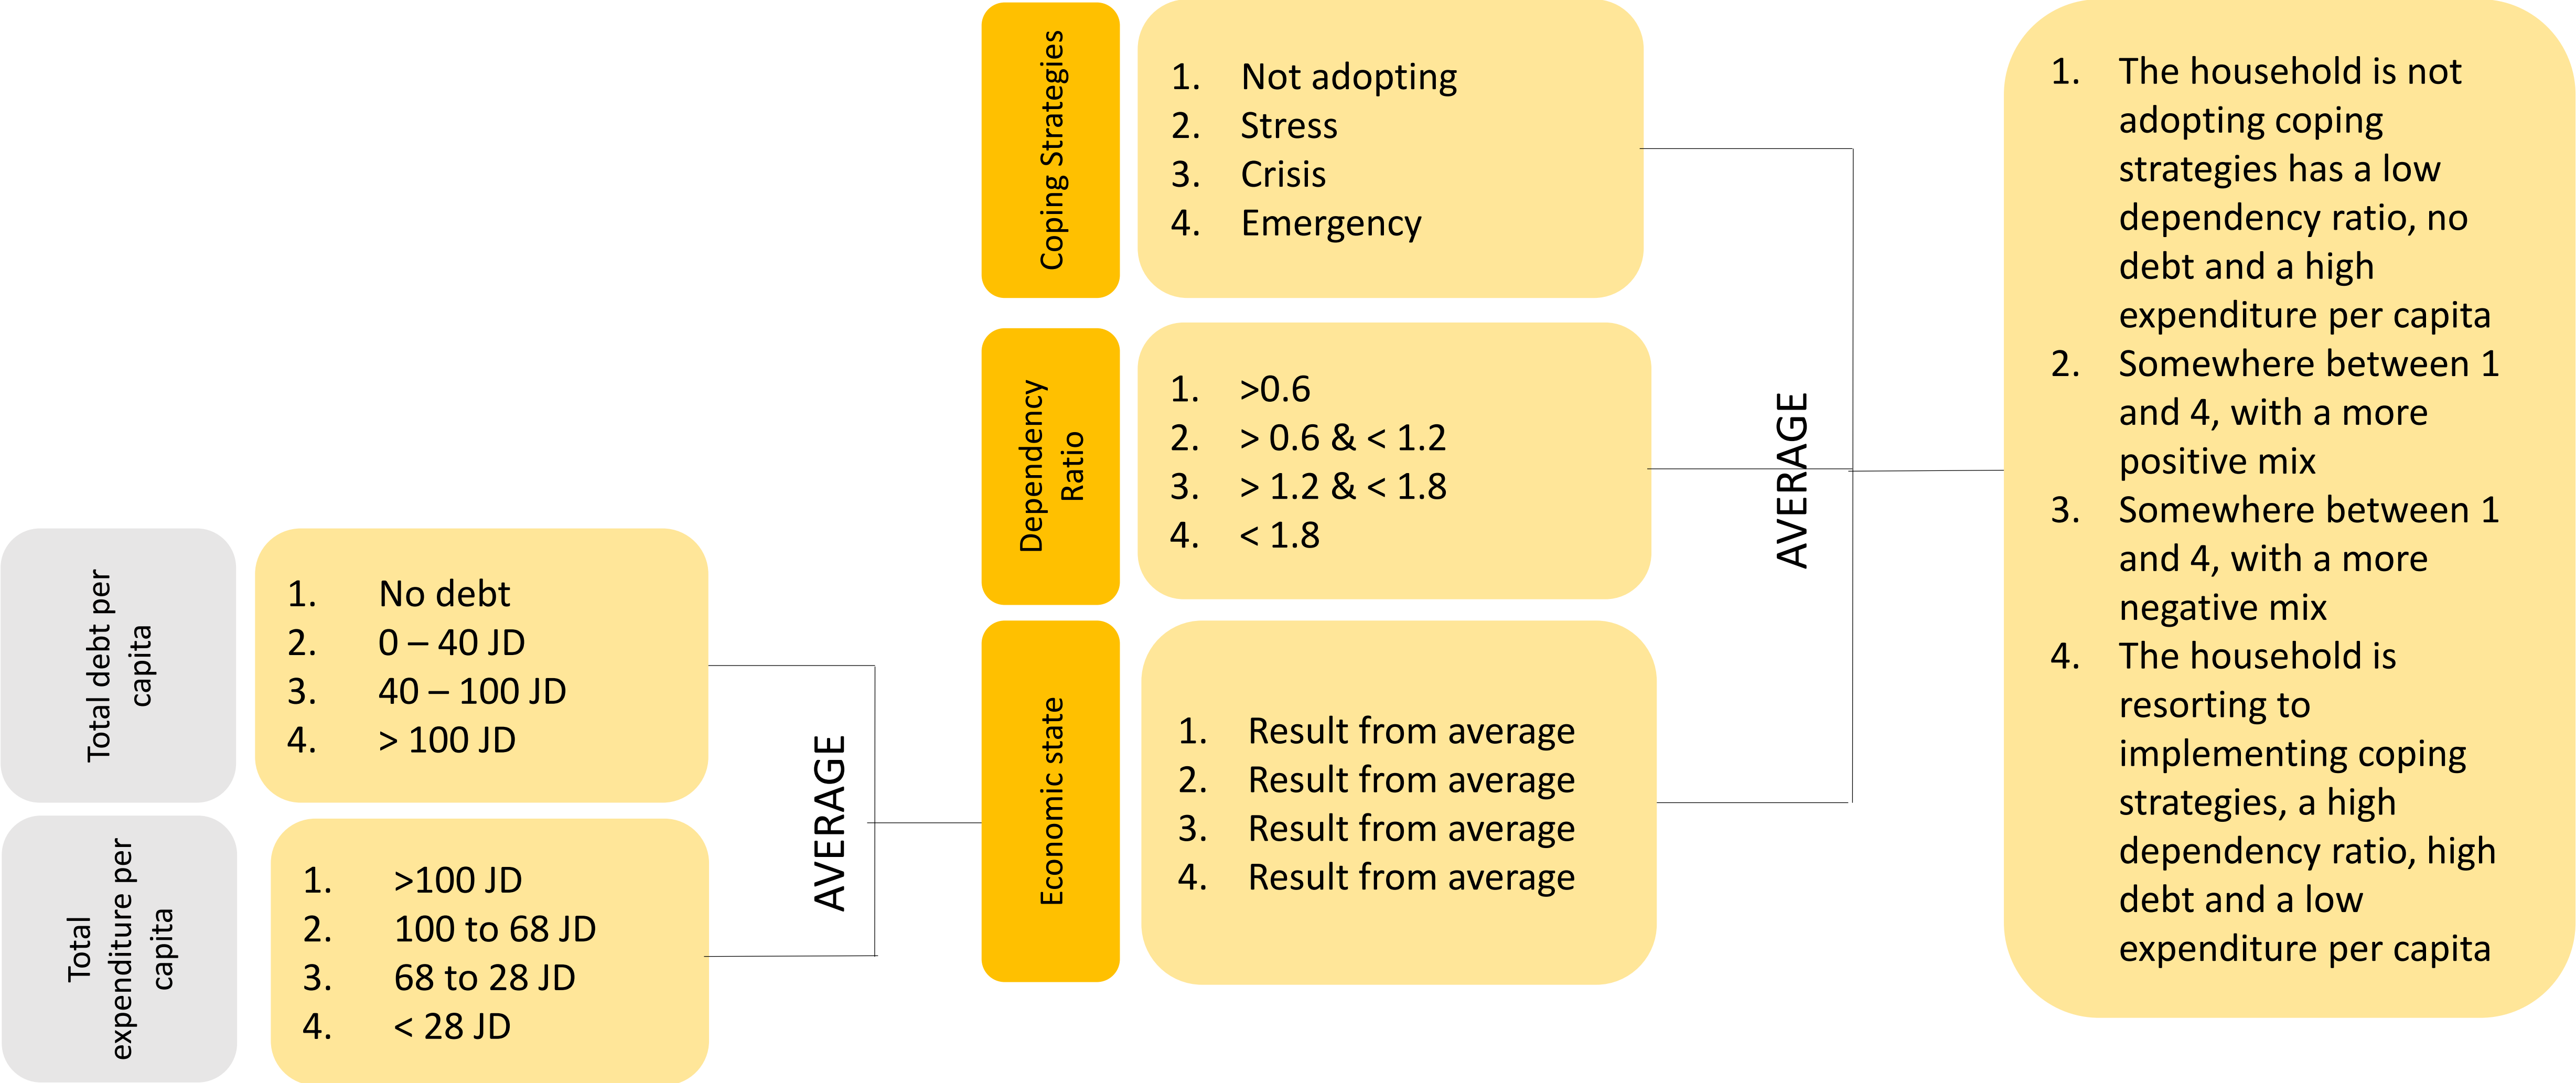 Coping Strategies
1. Not adopting
2. Stress
3. Crisis
4. Emergency
Dependency
Ratio
1. >0.6
2. > 0.6 & < 1.2
3. > 1.2 & < 1.8
4. < 1.8
Total debt per
capita
1. No debt
2. 0 – 40 JD
3. 40 – 100 JD
4. > 100 JD
Total
expenditure per
capita
1. >100 JD
2. 100 to 68 JD
3. 68 to 28 JD
4. < 28 JD
AVERAGE
Economic state
1. Result from average
2. Result from average
3. Result from average
4. Result from average
AVERAGE
1. The household is not
adopting coping
strategies has a low
dependency ratio, no
debt and a high
expenditure per capita
2. Somewhere between 1
and 4, with a more
positive mix
3. Somewhere between 1
and 4, with a more
negative mix
4. The household is
resorting to
implementing coping
strategies, a high
dependency ratio, high
debt and a low
expenditure per capita